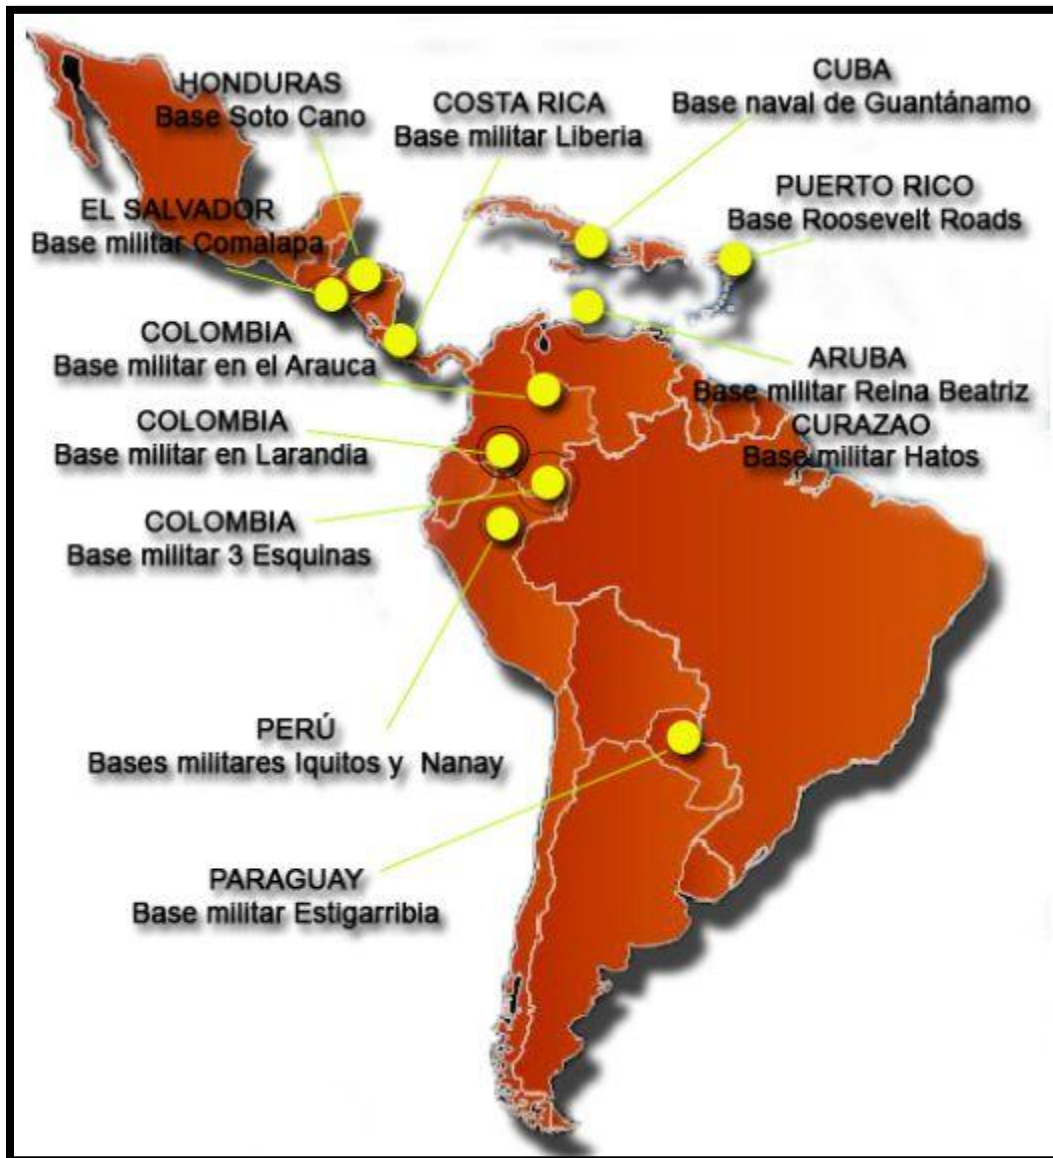 HONDURAS
Base Soto Cano
COSTA RICA
Base militar Liberia
CUBA
Base naval de Guantánamo
PUERTO RICO
Base Roosevelt Roads
EL SALVADOR
Base militar Comalapa
COLOMBIA
Base militar en el Arauca
ARUBA
Base militar Reina Beatriz
CURAZAO
Base militar Hatos
COLOMBIA
Base militar en Larandia
COLOMBIA
Base militar 3 Esquinas
PERÚ
Bases militares Iquitos y Nanay
PARAGUAY
Base militar Estigarribia